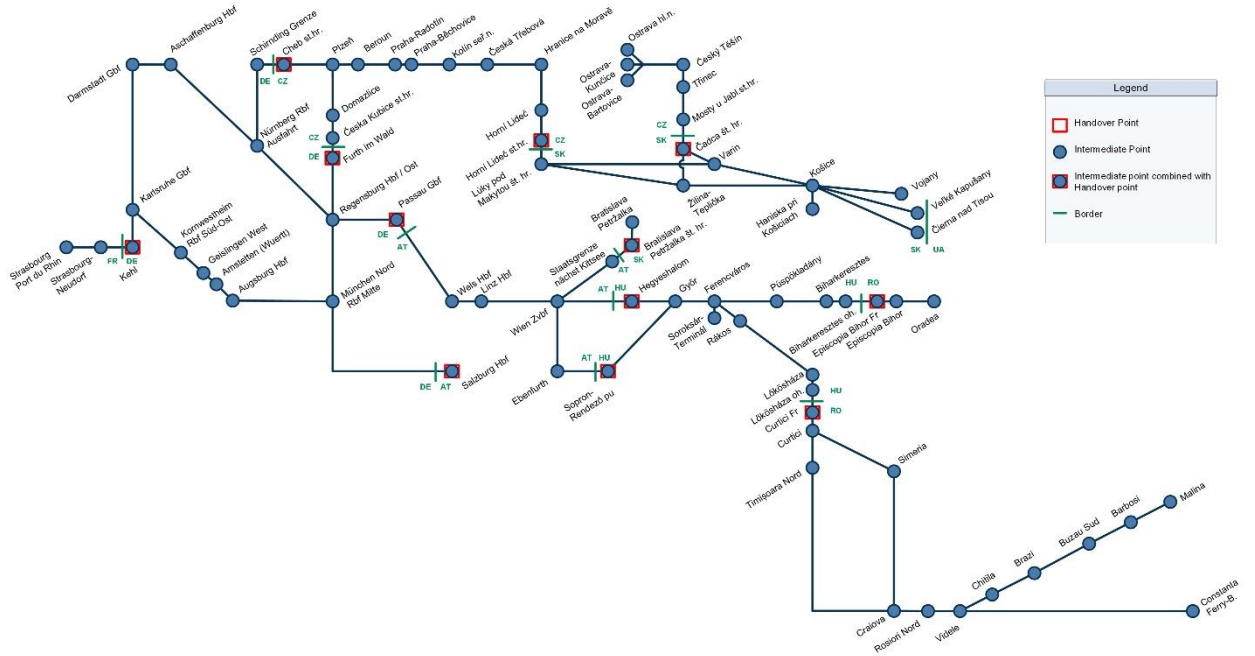 Aschaffenburg Hbf
Darmstadt Gbf
Schirnding Grenze
Cheb st.hr.
DE
CZ
Plzeň
Beroun
Praha-Radotín
Praha-Běchovice
Kolín seř.n.
Česká Třebová
Hranice na Moravě
Ostrava hl.n.
Ostrava-
Kunčice
Ostrava-
Bartovice
Český Těšín
Třinec
Mosty u Jabl.st.hr.
CZ
SK
Čadca št. hr.
Legend
Handover Point
Intermediate Point
Intermediate point combined with
Handover point
Border
Nürnberg Rbf
Ausfahrt
Domazlice
Česka Kubice st.hr.
CZ
DE
Furth im Wald
Horní Lideč
CZ
SK
Horní Lideč st.hr.
Lúky pod
Makytou št. hr.
Varín
Žilina-
Teplička
Košice
Haniska pri
Košiciach
Vojany
Veľké Kapušany
Čierna nad Tisou
SK
UA
Karlsruhe Gbf
Kornwestheim
Rbf Süd-Ost
Geislingen West
Amstetten (Wuertt)
Augsburg Hbf
Strasbourg
Port du Rhin
Strasbourg-
Neudorf
FR
DE
Kehl
Regensburg Hbf / Ost
Passau Gbf
DE
AT
München Nord
Rbf Mitte
DE
AT
Salzburg Hbf
Wels Hbf
Linz Hbf
Wien Zvbf
Staatsgrenze
nächst Kittsee
Bratislava
Petržalka
AT
SK
Bratislava
Petržalka št. hr.
AT
HU
Hegyeshalom
Ebenfurth
AT
HU
Sopron-
Rendező pu
Győr
Ferencváros
Soroksár-
Terminál
Rákos
Püspökladány
Biharkeresztes
HU
RO
Biharkeresztes oh.
Episcopia Bihor Fr
Episcopia Bihor
Oradea
Lőkösháza
Lőkösháza oh.
HU
RO
Curtici Fr
Curtici
Timișoara Nord
Simeria
Craiova
Rosiori Nord
Videle
Chitila
Brazi
Buzau Sud
Barbosi
Malina
Constanta
Ferry-B.